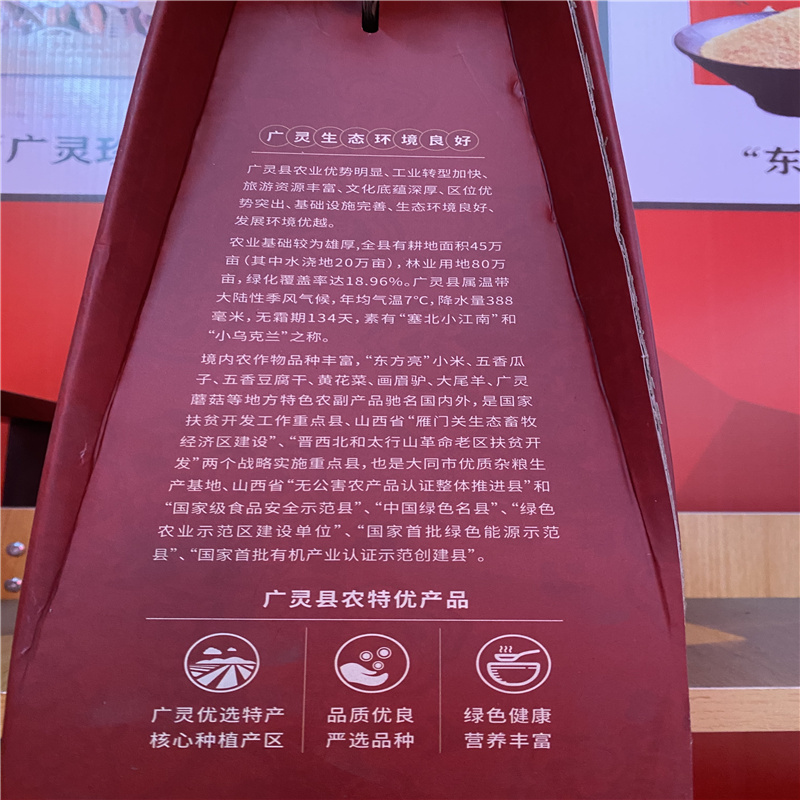 广灵生态环境良好
广灵县农业优势明显、工业转型加快、
旅游资源丰富、文化底蕴深厚、区位优
势突出、基础设施完善、生态环境良好、
发展环境优越。
农业基础较为雄厚,全县有耕地面积45万
亩(其中水浇地20万亩),林业用地80万
亩,绿化覆盖率达18.96%。广灵县属温带
大陆性季风气候,年均气温7℃,降水量388
毫米,无霜期134天,素有“塞北小江南”和
“小乌克兰”之称。
境内农作物品种丰富,“东方亮”小米、五香瓜
子、五香豆腐干、黄花菜、画眉驴、大尾羊、广灵
蘑菇等地方特色农副产品驰名国内外,是国家
扶贫开发工作重点县、山西省“雁门关生态畜牧
经济区建设”、“晋西北和太行山革命老区扶贫开
发”两个战略实施重点县,也是大同市优质杂粮生
产基地、山西省“无公害农产品认证整体推进县”和
“国家级食品安全示范县”、“中国绿色名县”、“绿色
农业示范区建设单位”、“国家首批绿色能源示范
县”、“国家首批有机产业认证示范创建县”。
广灵县农特优产品
广灵优选特产
核心种植产区
品质优良
严选品种
绿色健康
营养丰富
广灵
“东